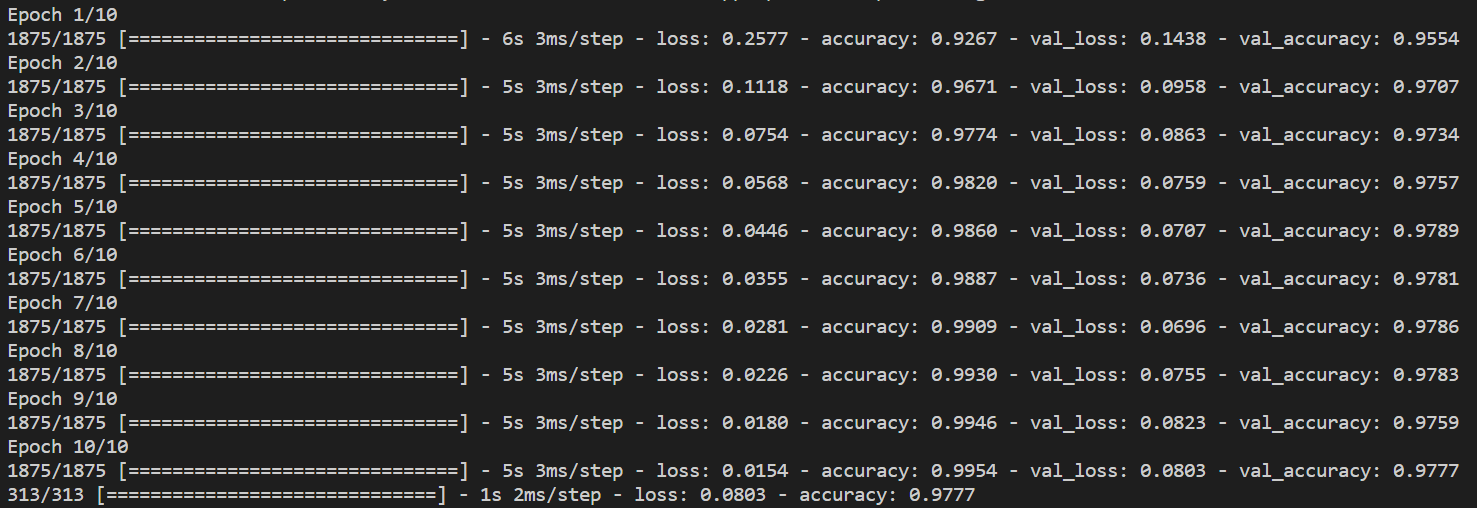 Epoch 1/10
1875/1875 [==============================] - 6s 3ms/step - loss: 0.2577 - accuracy: 0.9267 - val_loss: 0.1438 - val_accuracy: 0.9554
Epoch 2/10
1875/1875 [==============================] - 5s 3ms/step - loss: 0.1118 - accuracy: 0.9671 - val_loss: 0.0958 - val_accuracy: 0.9707
Epoch 3/10
1875/1875 [==============================] - 5s 3ms/step - loss: 0.0754 - accuracy: 0.9774 - val_loss: 0.0863 - val_accuracy: 0.9734
Epoch 4/10
1875/1875 [==============================] - 5s 3ms/step - loss: 0.0568 - accuracy: 0.9820 - val_loss: 0.0759 - val_accuracy: 0.9757
Epoch 5/10
1875/1875 [==============================] - 5s 3ms/step - loss: 0.0446 - accuracy: 0.9860 - val_loss: 0.0707 - val_accuracy: 0.9789
Epoch 6/10
1875/1875 [==============================] - 5s 3ms/step - loss: 0.0355 - accuracy: 0.9887 - val_loss: 0.0736 - val_accuracy: 0.9781
Epoch 7/10
1875/1875 [==============================] - 5s 3ms/step - loss: 0.0281 - accuracy: 0.9909 - val_loss: 0.0696 - val_accuracy: 0.9786
Epoch 8/10
1875/1875 [==============================] - 5s 3ms/step - loss: 0.0226 - accuracy: 0.9930 - val_loss: 0.0755 - val_accuracy: 0.9783
Epoch 9/10
1875/1875 [==============================] - 5s 3ms/step - loss: 0.0180 - accuracy: 0.9946 - val_loss: 0.0823 - val_accuracy: 0.9759
Epoch 10/10
1875/1875 [==============================] - 5s 3ms/step - loss: 0.0154 - accuracy: 0.9954 - val_loss: 0.0803 - val_accuracy: 0.9777
313/313 [==============================] - 1s 2ms/step - loss: 0.0803 - accuracy: 0.9777